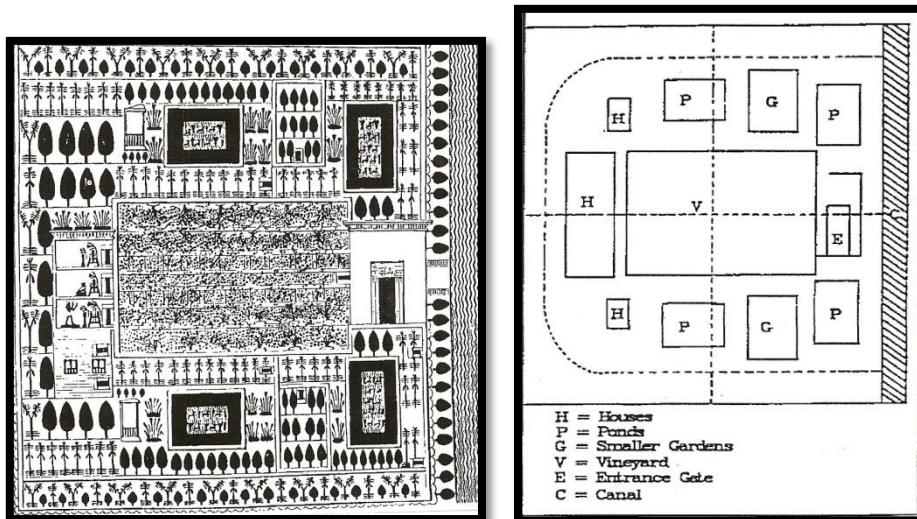 P
G
P
H
H
V
C
E
H
P
G
P
H = Houses
P = Ponds
G = Smaller Gardens
V = Vineyard
E = Entrance Gate
C = Canal